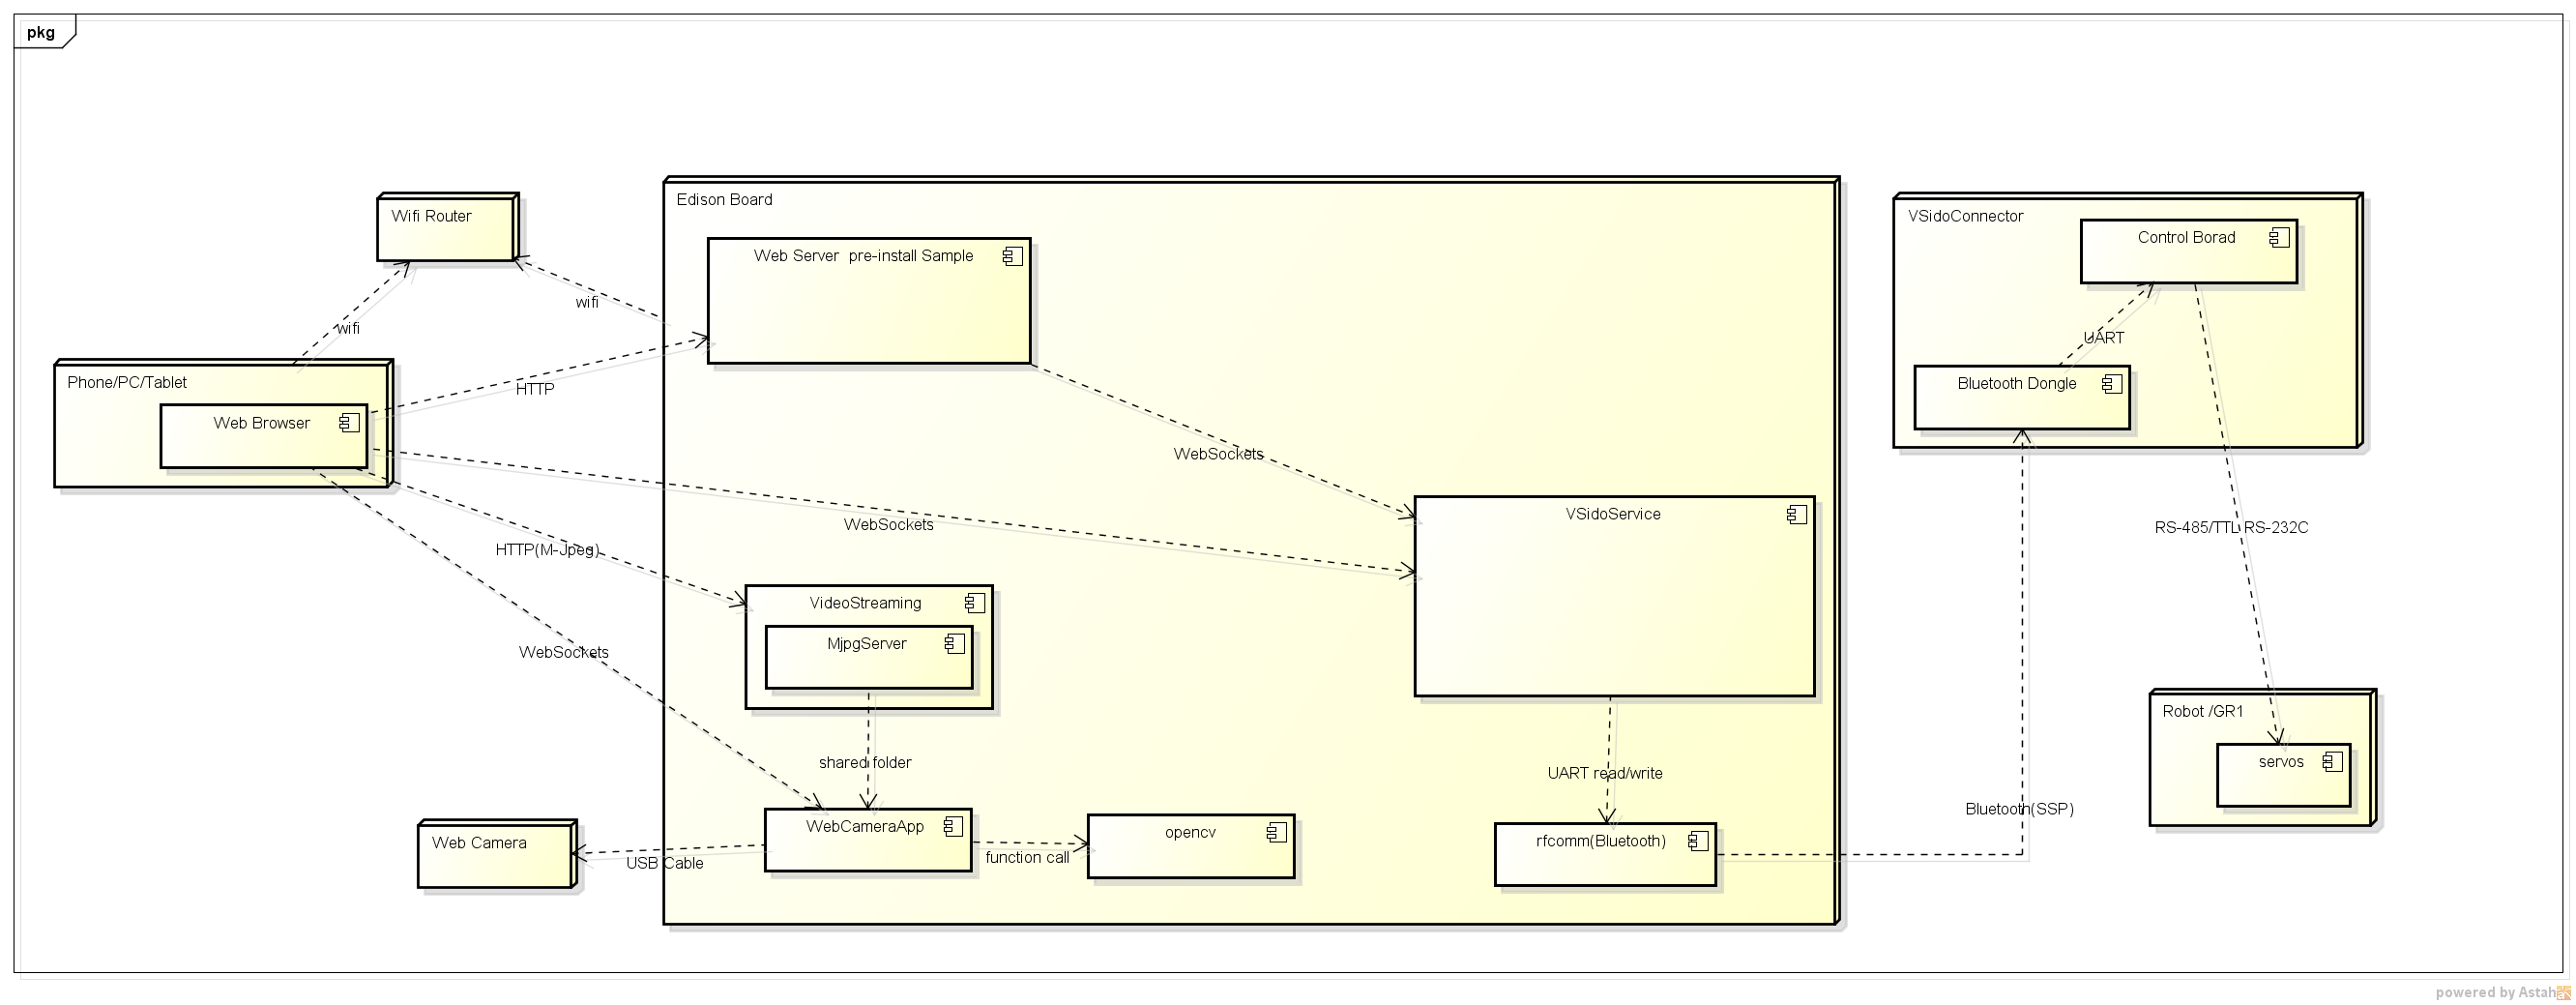 pkg
Wifi Router
wifi
wifi
Phone/PC/Tablet
Web Browser
HTTP
WebSockets
HTTP(M-Jpeg)
WebSockets
Web Camera
USB Cable
Edison Board
Web Server  pre-install Sample
WebSockets
VSidoService
VideoStreaming
MjpgServer
shared folder
WebCameraApp
function call
opencv
UART read/write
rfcomm(Bluetooth)
VSidoConnector
Control Borad
UART
Bluetooth Dongle
RS-485/TTL RS-232C
Bluetooth(SSP)
Robot /GR1
servos
powered by Astah